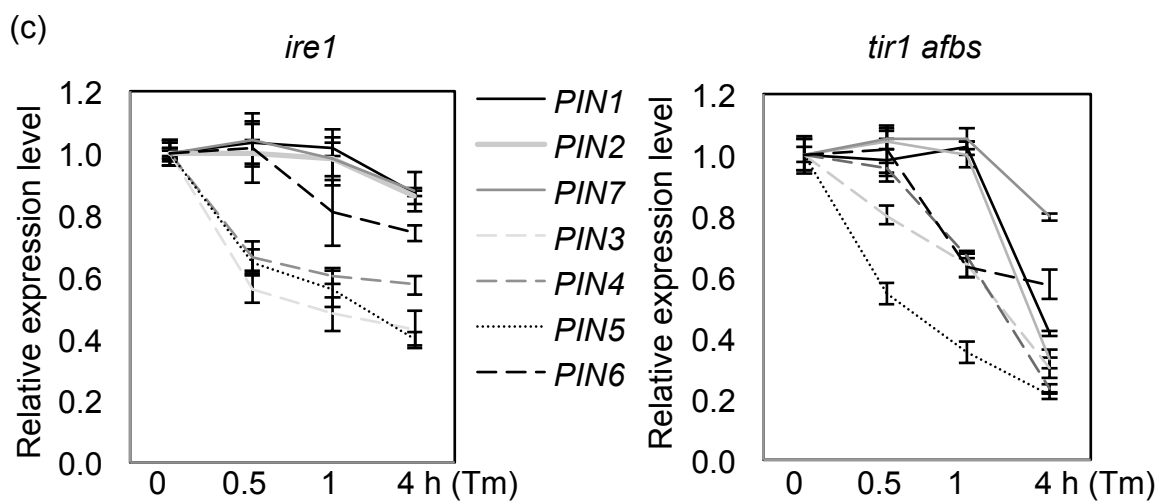 (c)
ire1
Relative expression level
1.2
1.0
0.8
0.6
0.4
0.2
0.0
0 0.5 1 4 h (Tm)
PIN1
PIN2
PIN7
PIN3
PIN4
PIN5
PIN6
tir1 afbs
Relative expression level
1.2
1.0
0.8
0.6
0.4
0.2
0.0
0 0.5 1 4 h (Tm)